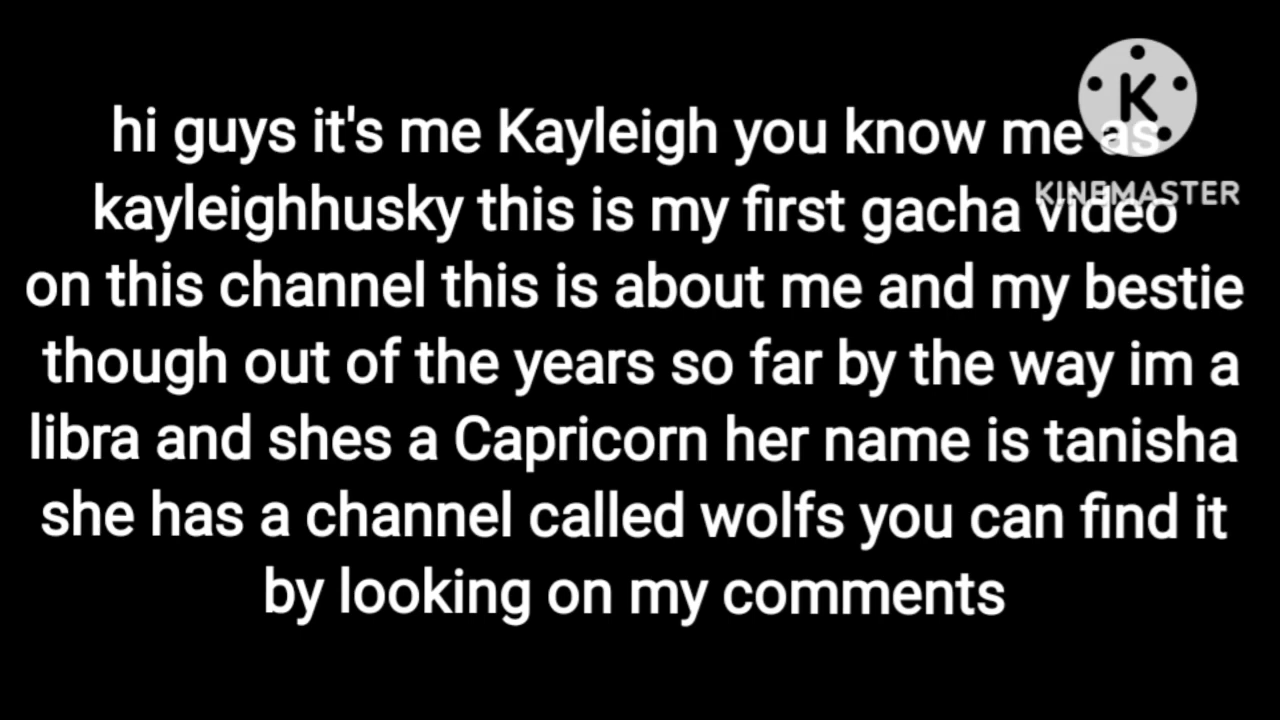 hi guys it's me Kayleigh you know me as
kayleighhusky this is my first gacha video
on this channel this is about me and my bestie
though out of the years so far by the way im a
libra and shes a Capricorn her name is tanisha
she has a channel called wolfs you can find it
by looking on my comments
K
KINEMASTER